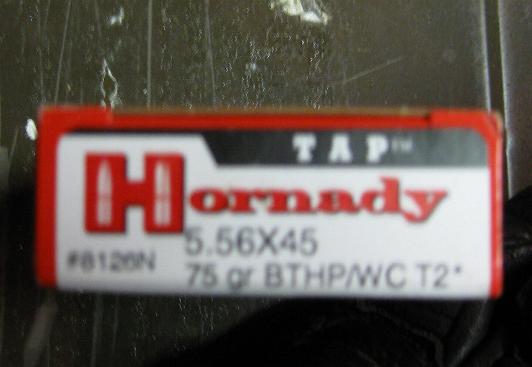 TAP™
Hornady
5.56X45
#8126N
75 gr BTHP/WC T2*